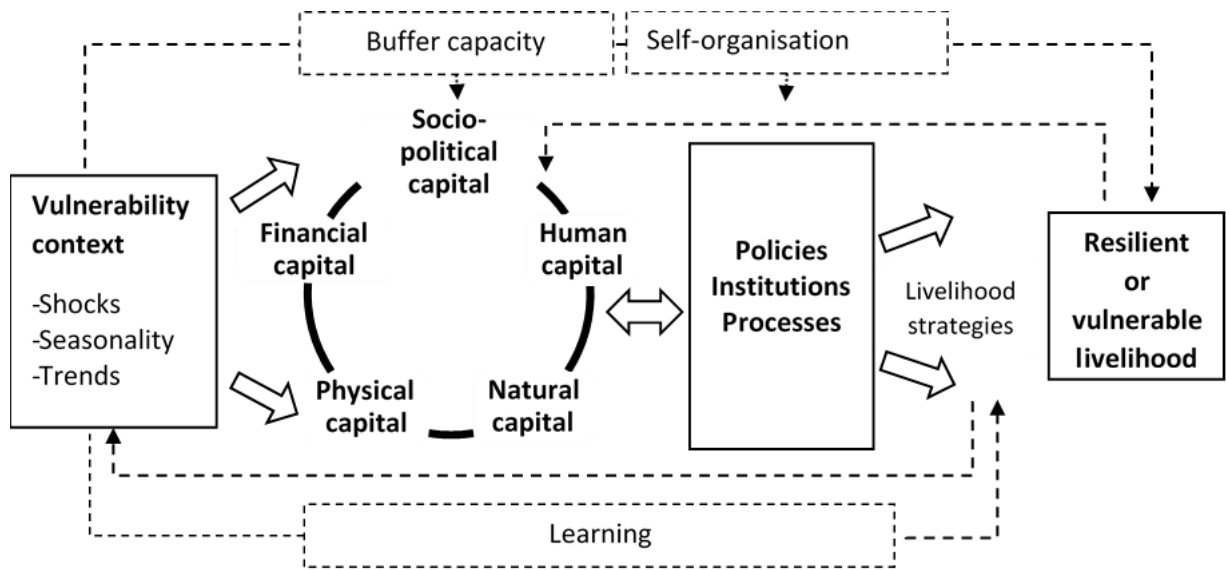 Buffer capacity
Self-organisation
Socio-
political
capital
Vulnerability
context
-Shocks
-Seasonality
-Trends
Financial
capital
Human
capital
Physical
capital
Natural
capital
Policies
Institutions
Processes
Livelihood
strategies
Resilient
or
vulnerable
livelihood
Learning